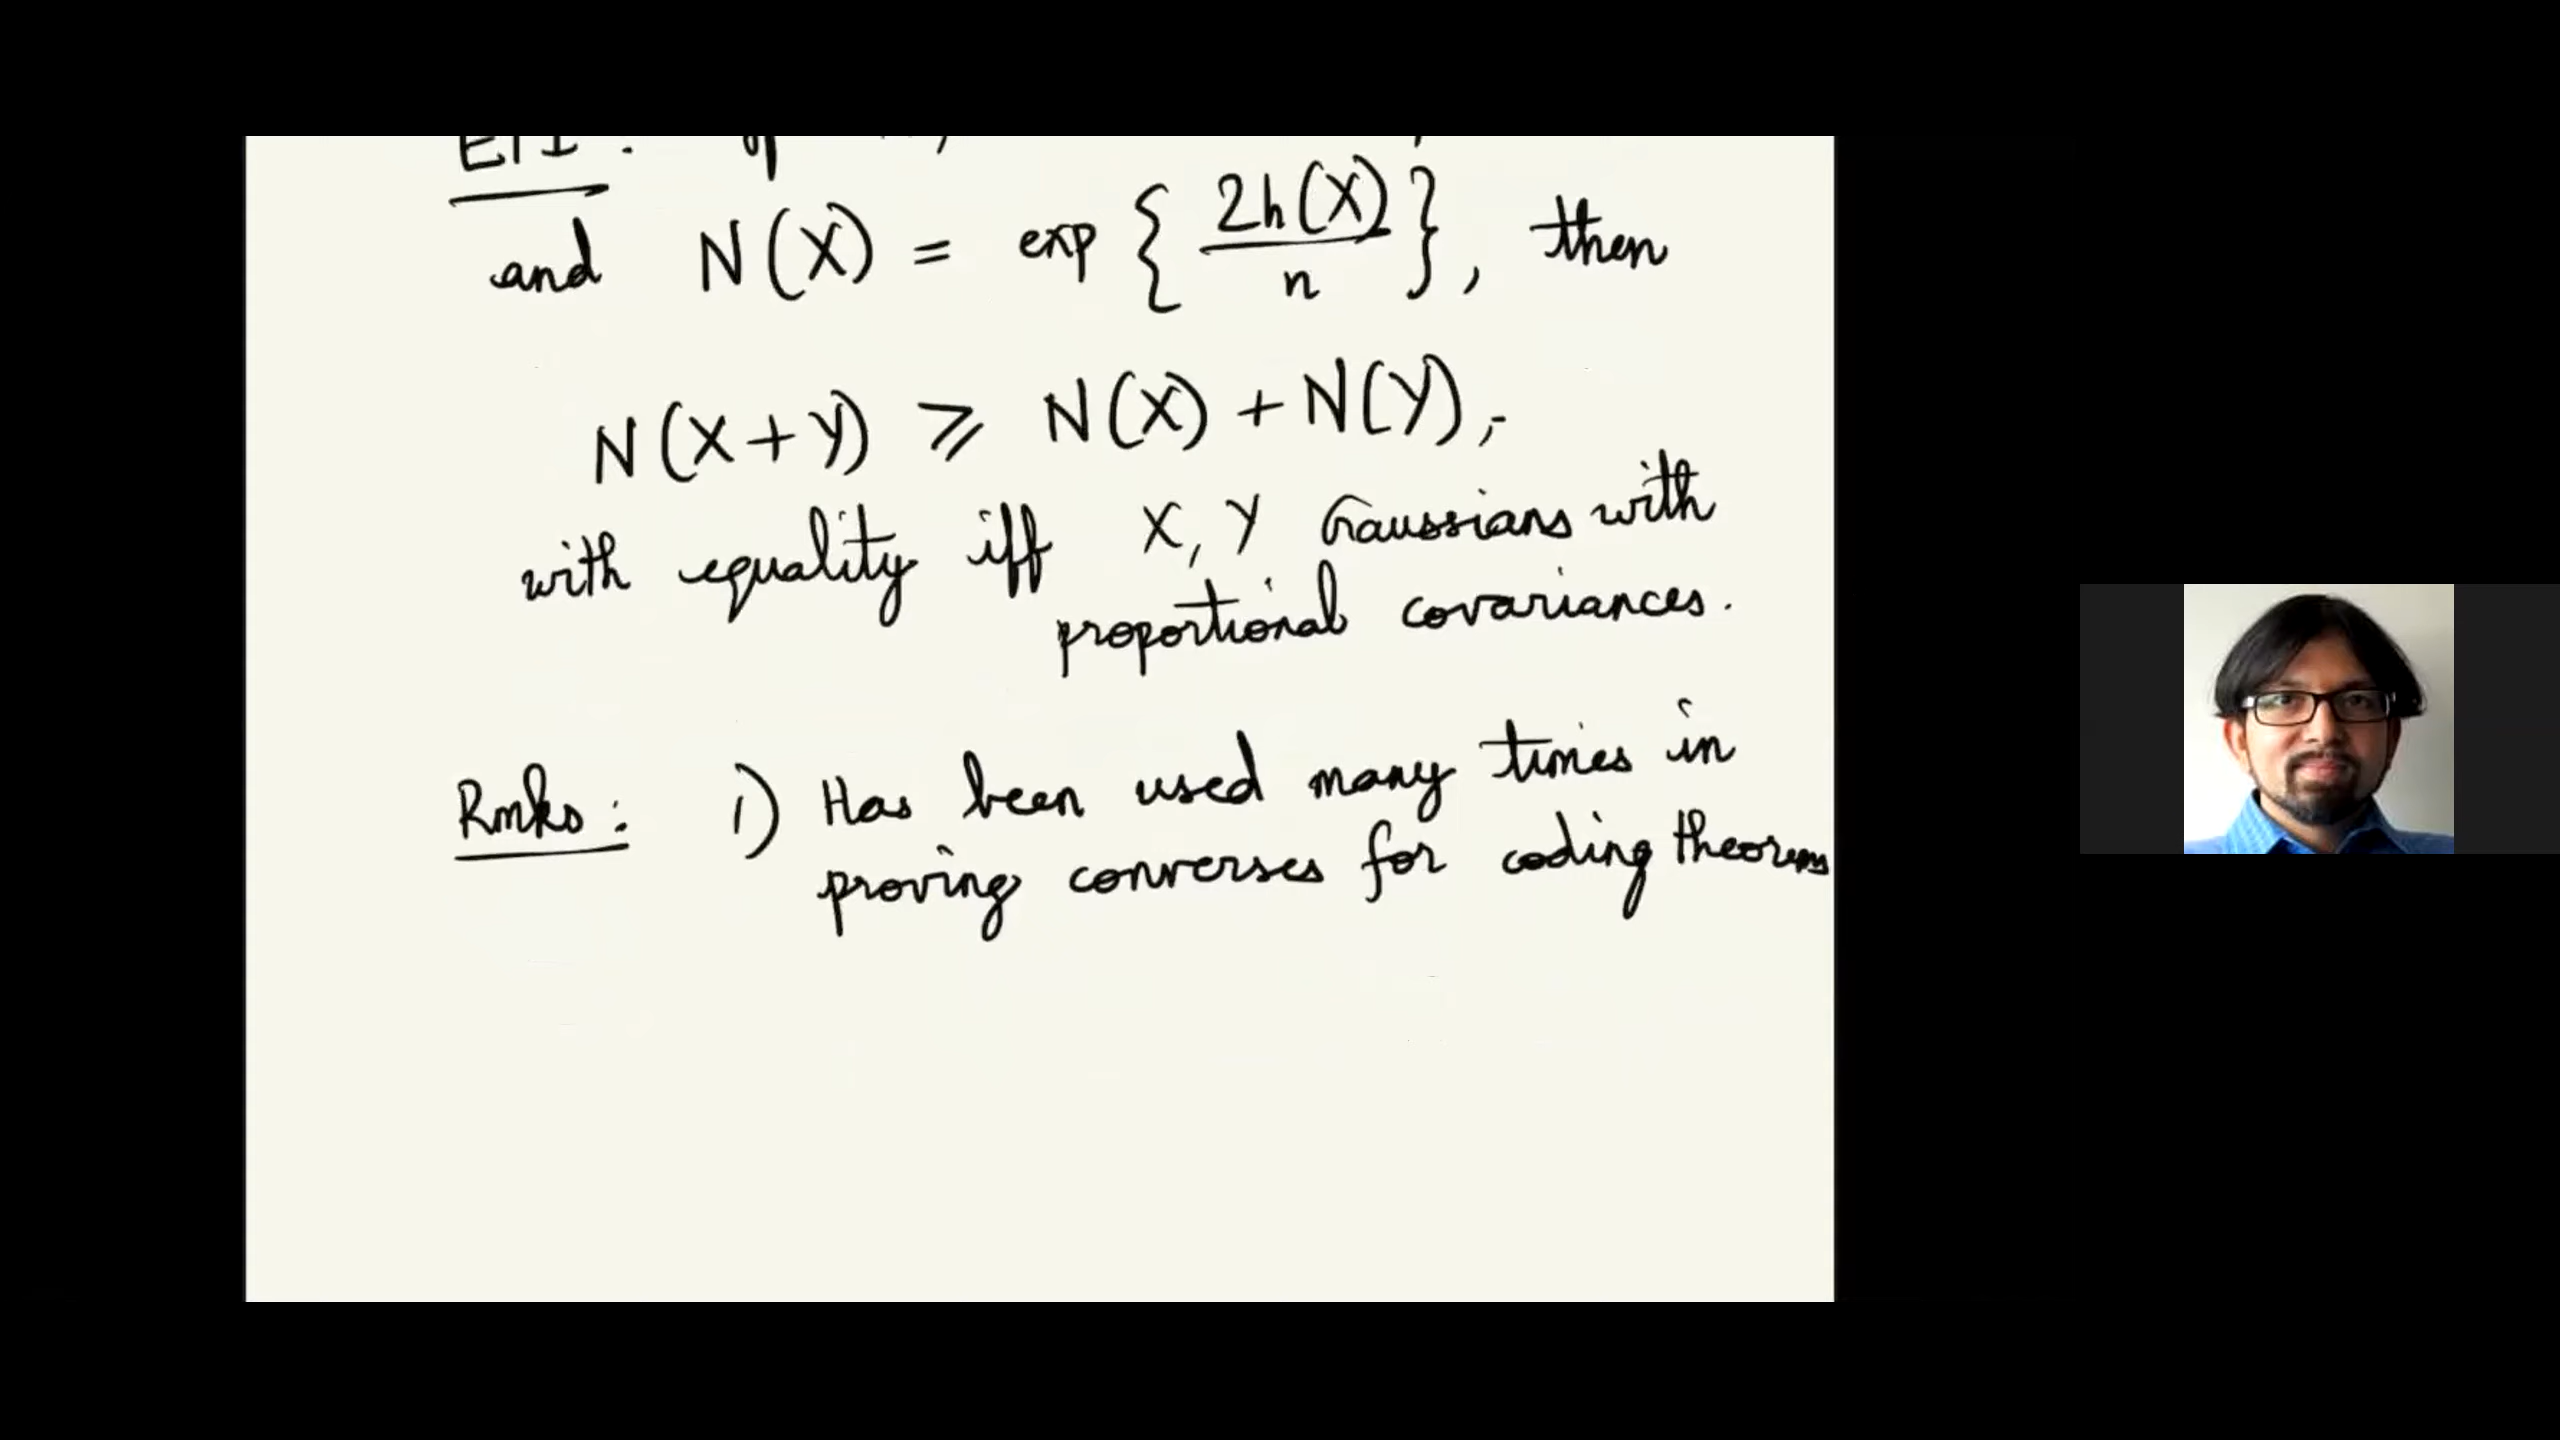 EPI:
and N(X) = exp { 2h(X) / n }, then
N(X+Y) ⩾ N(X) + N(Y),
with equality iff X, Y Gaussians with
proportional covariances.
Rmks: 1) Has been used many times in
proving converses for coding theorems